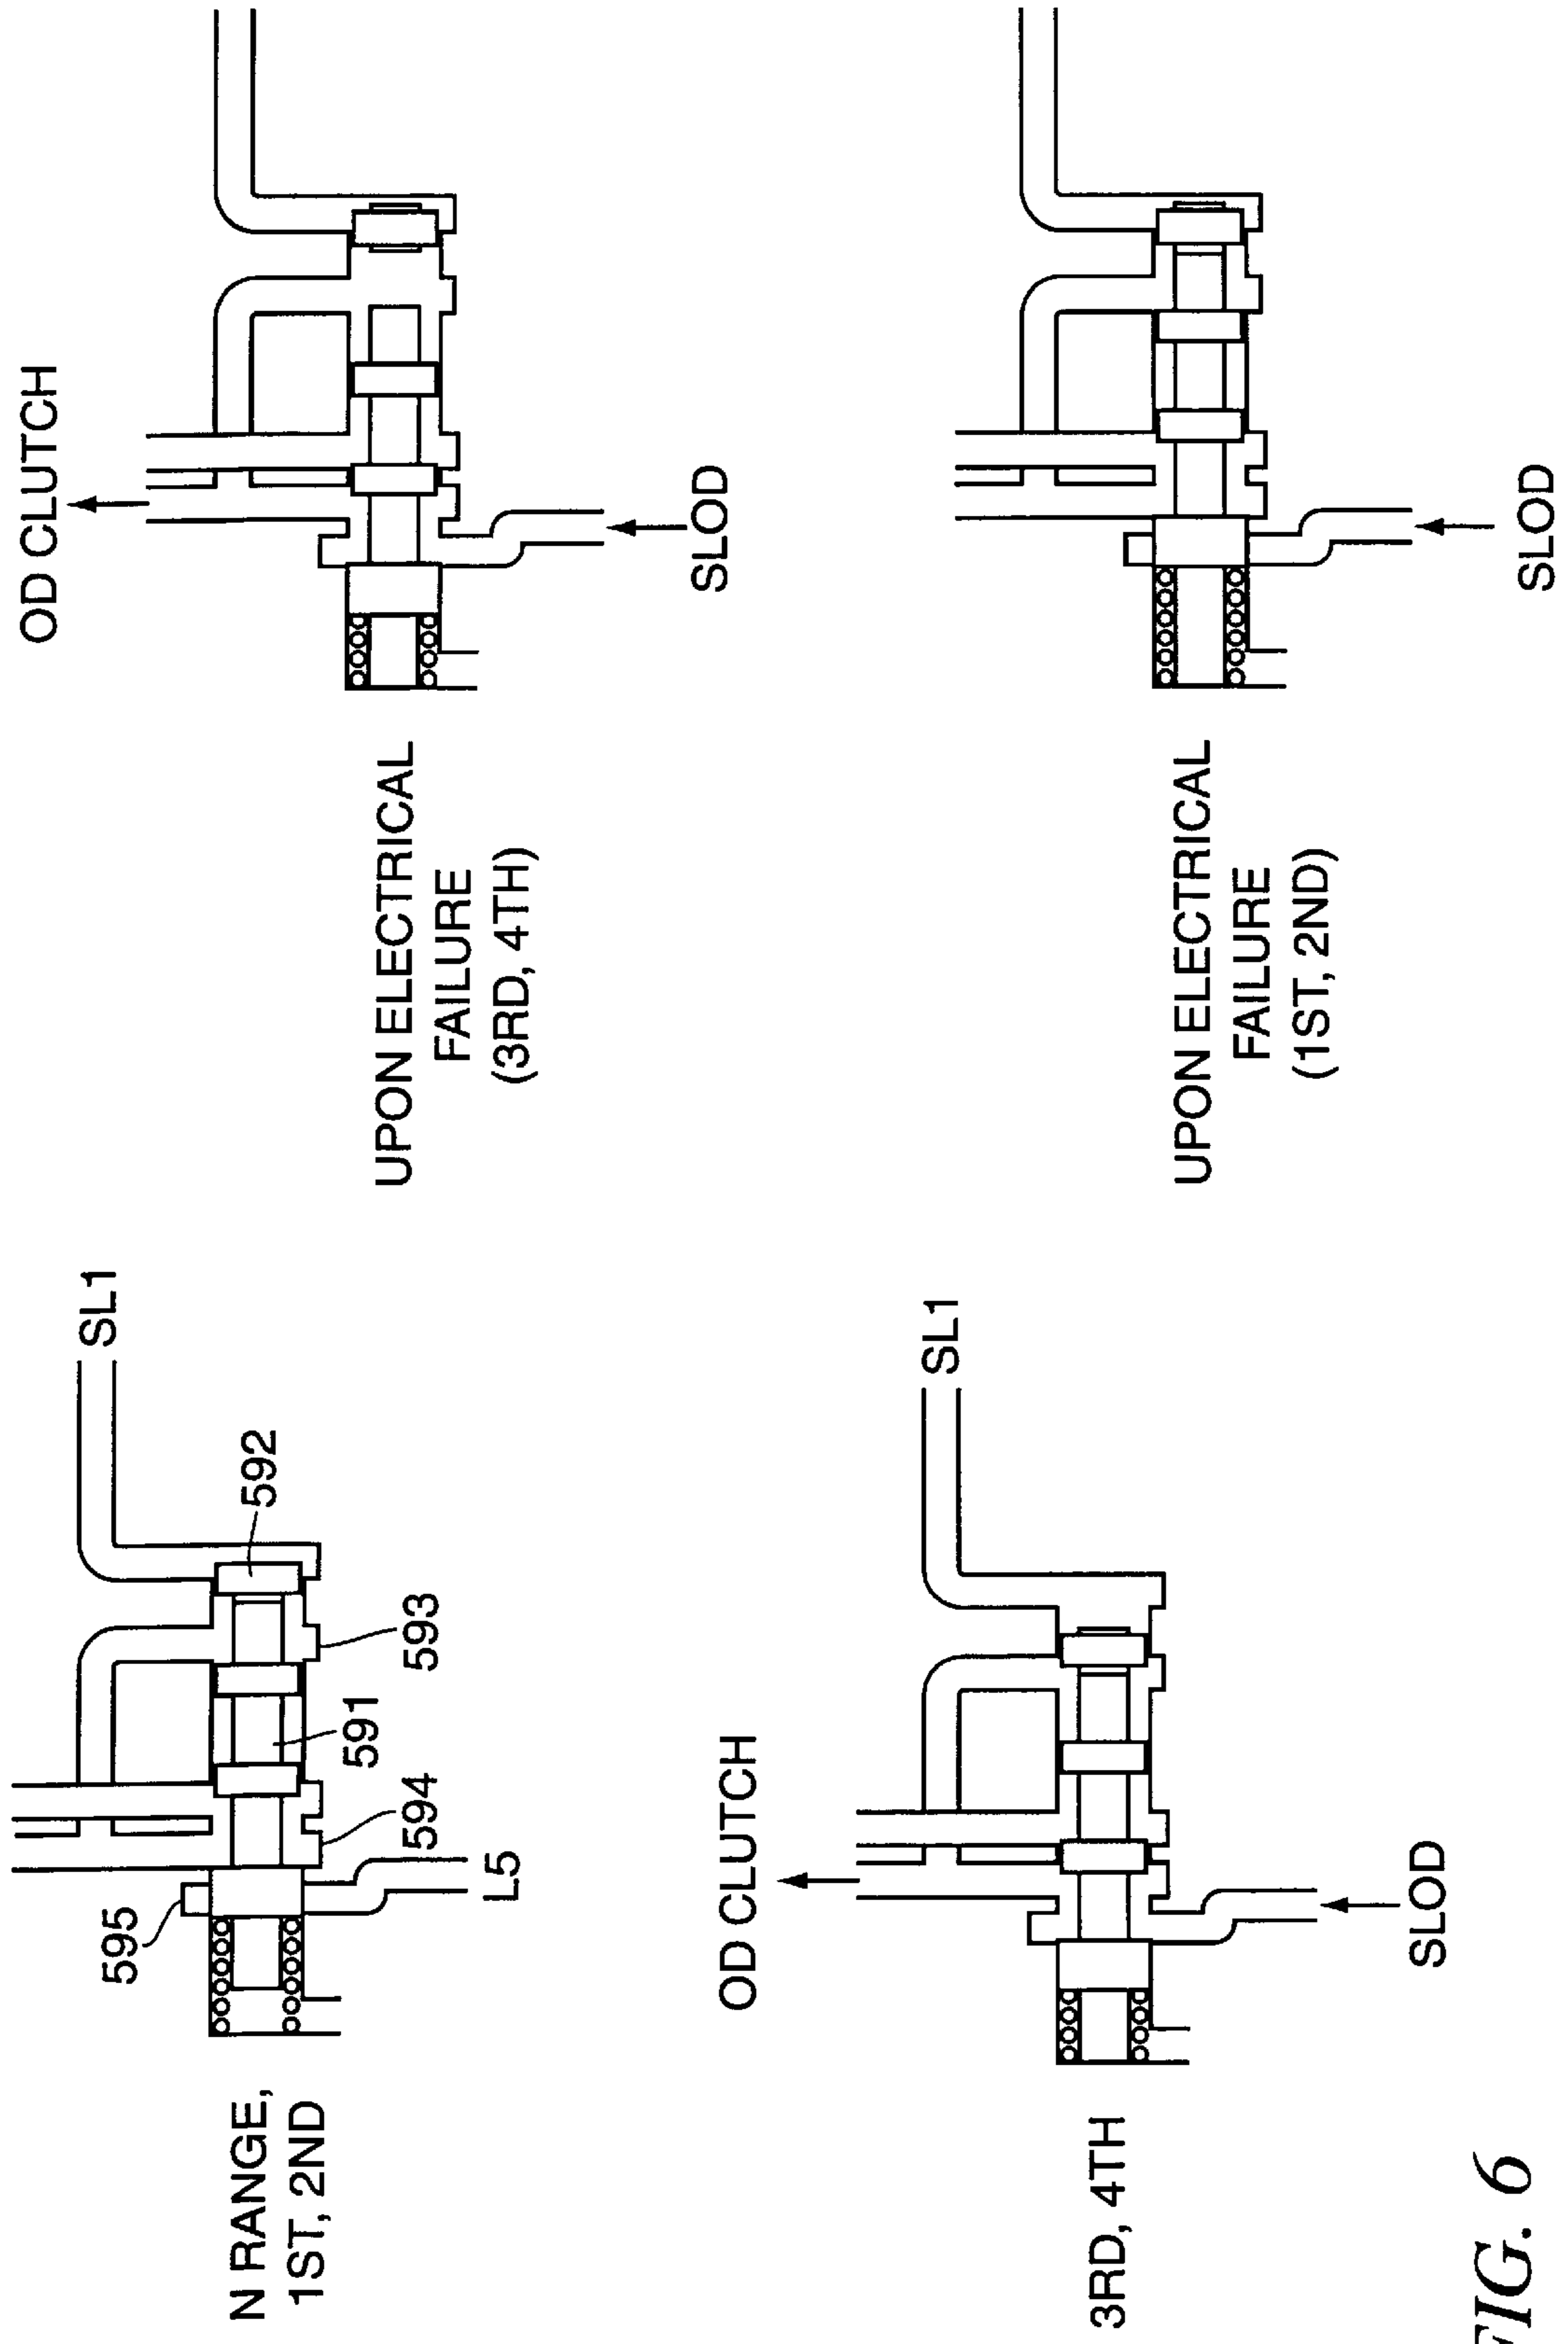 N RANGE,
1ST, 2ND
595
594
591
593
592
L5
SL1
OD CLUTCH
SLOD
UPON ELECTRICAL
FAILURE
(3RD, 4TH)
3RD, 4TH
OD CLUTCH
SLOD
SL1
UPON ELECTRICAL
FAILURE
(1ST, 2ND)
SLOD
FIG. 6